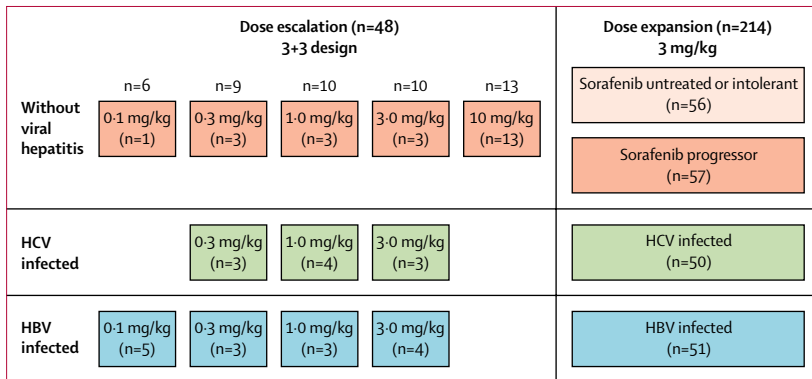 Dose escalation (n=48)
3+3 design
Dose expansion (n=214)
3 mg/kg
n=6
n=9
n=10
n=10
n=13
Without
viral
hepatitis
0·1 mg/kg
(n=1)
0·3 mg/kg
(n=3)
1·0 mg/kg
(n=3)
3·0 mg/kg
(n=3)
10 mg/kg
(n=13)
Sorafenib untreated or intolerant
(n=56)
Sorafenib progressor
(n=57)
HCV
infected
0·3 mg/kg
(n=3)
1·0 mg/kg
(n=4)
3·0 mg/kg
(n=3)
HCV infected
(n=50)
HBV
infected
0·1 mg/kg
(n=5)
0·3 mg/kg
(n=3)
1·0 mg/kg
(n=3)
3·0 mg/kg
(n=4)
HBV infected
(n=51)